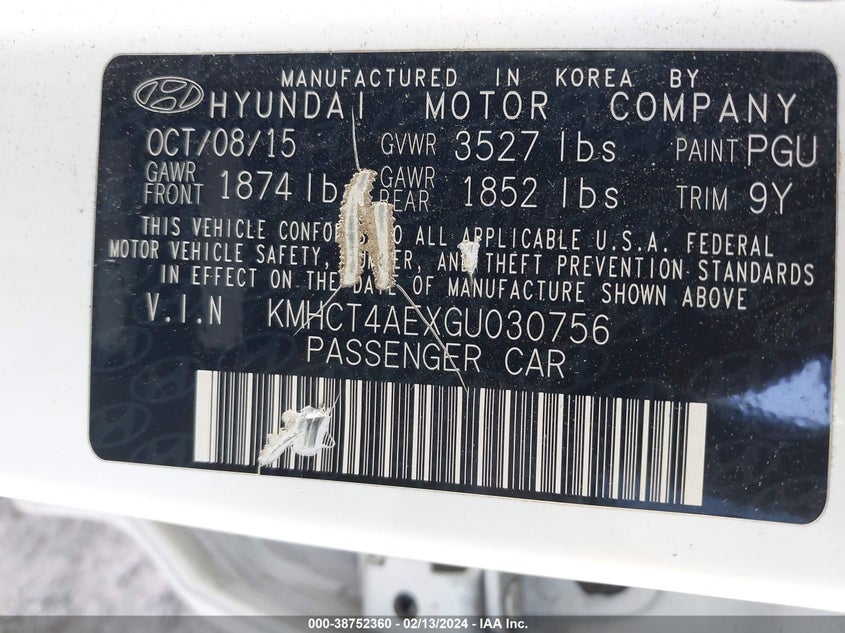 MANUFACTURED IN KOREA BY
HYUNDAI MOTOR COMPANY
OCT/08/15 GVWR 3527 lbs PAINT PGU
GAWR FRONT 1874 lb GAWR REAR 1852 lbs TRIM 9Y
THIS VEHICLE CONFO TO ALL APPLICABLE U.S.A. FEDERAL
MOTOR VEHICLE SAFETY, AND THEFT PREVENTION STANDARDS
IN EFFECT ON THE DATE OF MANUFACTURE SHOWN ABOVE
V.I.N KMHCT4AEXGU030756
PASSENGER CAR
000-38752360 - 02/13/2024 - IAA Inc.